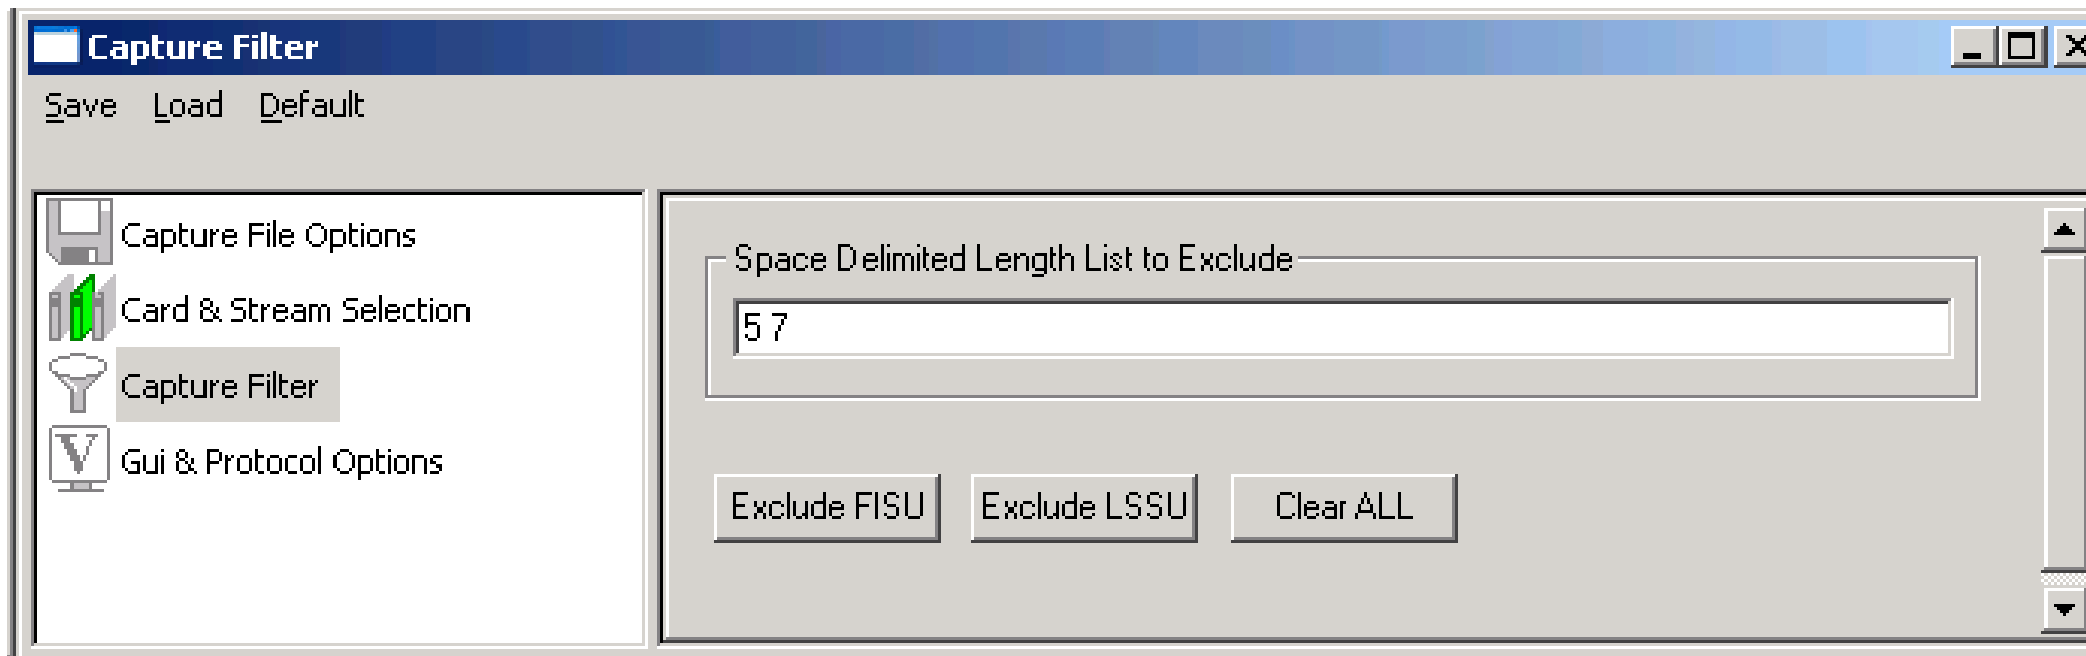 Capture Filter
Save Load Default
Capture File Options
Card & Stream Selection
Capture Filter
Gui & Protocol Options
Space Delimited Length List to Exclude
5 7
Exclude FISU Exclude LSSU Clear ALL